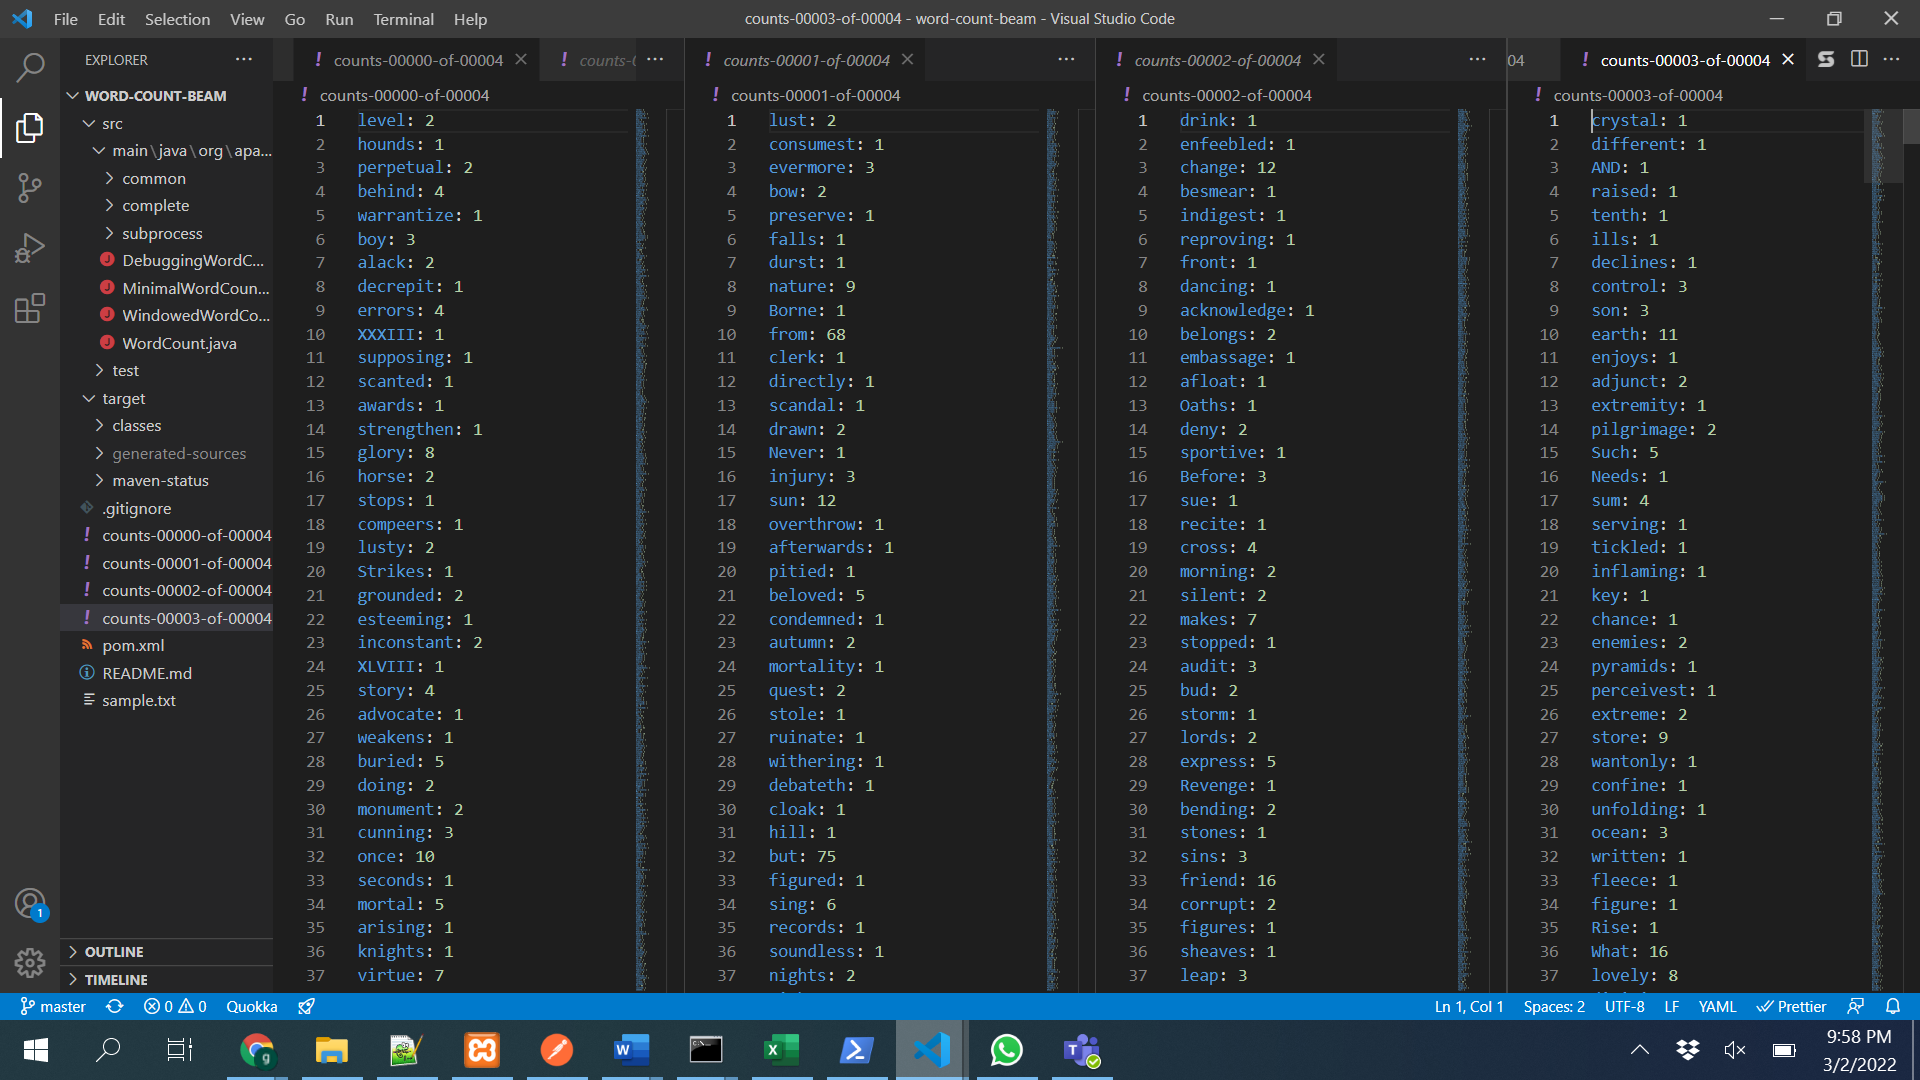 File Edit Selection View Go Run Terminal Help
counts-00003-of-00004 - word-count-beam - Visual Studio Code
EXPLORER
WORD-COUNT-BEAM
src
main\java\org\apa...
common
complete
subprocess
DebuggingWordC...
MinimalWordCoun...
WindowedWordCo...
WordCount.java
test
target
classes
generated-sources
maven-status
.gitignore
counts-00000-of-00004
counts-00001-of-00004
counts-00002-of-00004
counts-00003-of-00004
pom.xml
README.md
sample.txt
OUTLINE
TIMELINE
1
counts-00000-of-00004
counts-0
counts-00000-of-00004
1 level: 2
2 hounds: 1
3 perpetual: 2
4 behind: 4
5 warrantize: 1
6 boy: 3
7 alack: 2
8 decrepit: 1
9 errors: 4
10 XXXIII: 1
11 supposing: 1
12 scanted: 1
13 awards: 1
14 strengthen: 1
15 glory: 8
16 horse: 2
17 stops: 1
18 compeers: 1
19 lusty: 2
20 Strikes: 1
21 grounded: 2
22 esteeming: 1
23 inconstant: 2
24 XLVIII: 1
25 story: 4
26 advocate: 1
27 weakens: 1
28 buried: 5
29 doing: 2
30 monument: 2
31 cunning: 3
32 once: 10
33 seconds: 1
34 mortal: 5
35 arising: 1
36 knights: 1
37 virtue: 7
counts-00001-of-00004
counts-00001-of-00004
1 lust: 2
2 consumest: 1
3 evermore: 3
4 bow: 2
5 preserve: 1
6 falls: 1
7 durst: 1
8 nature: 9
9 Borne: 1
10 from: 68
11 clerk: 1
12 directly: 1
13 scandal: 1
14 drawn: 2
15 Never: 1
16 injury: 3
17 sun: 12
18 overthrow: 1
19 afterwards: 1
20 pitied: 1
21 beloved: 5
22 condemned: 1
23 autumn: 2
24 mortality: 1
25 quest: 2
26 stole: 1
27 ruinate: 1
28 withering: 1
29 debateth: 1
30 cloak: 1
31 hill: 1
32 but: 75
33 figured: 1
34 sing: 6
35 records: 1
36 soundless: 1
37 nights: 2
counts-00002-of-00004
counts-00002-of-00004
1 drink: 1
2 enfeebled: 1
3 change: 12
4 besmear: 1
5 indigest: 1
6 reproving: 1
7 front: 1
8 dancing: 1
9 acknowledge: 1
10 belongs: 2
11 embassage: 1
12 afloat: 1
13 Oaths: 1
14 deny: 2
15 sportive: 1
16 Before: 3
17 sue: 1
18 recite: 1
19 cross: 4
20 morning: 2
21 silent: 2
22 makes: 7
23 stopped: 1
24 audit: 3
25 bud: 2
26 storm: 1
27 lords: 2
28 express: 5
29 Revenge: 1
30 bending: 2
31 stones: 1
32 sins: 3
33 friend: 16
34 corrupt: 2
35 figures: 1
36 sheaves: 1
37 leap: 3
04
counts-00003-of-00004
counts-00003-of-00004
1 crystal: 1
2 different: 1
3 AND: 1
4 raised: 1
5 tenth: 1
6 ills: 1
7 declines: 1
8 control: 3
9 son: 3
10 earth: 11
11 enjoys: 1
12 adjunct: 2
13 extremity: 1
14 pilgrimage: 2
15 Such: 5
16 Needs: 1
17 sum: 4
18 serving: 1
19 tickled: 1
20 inflaming: 1
21 key: 1
22 chance: 1
23 enemies: 2
24 pyramids: 1
25 perceivest: 1
26 extreme: 2
27 store: 9
28 wantonly: 1
29 confine: 1
30 unfolding: 1
31 ocean: 3
32 written: 1
33 fleece: 1
34 figure: 1
35 Rise: 1
36 What: 16
37 lovely: 8
master 0 0 Quokka
Ln 1, Col 1 Spaces: 2 UTF-8 LF YAML Prettier
9:58 PM
3/2/2022